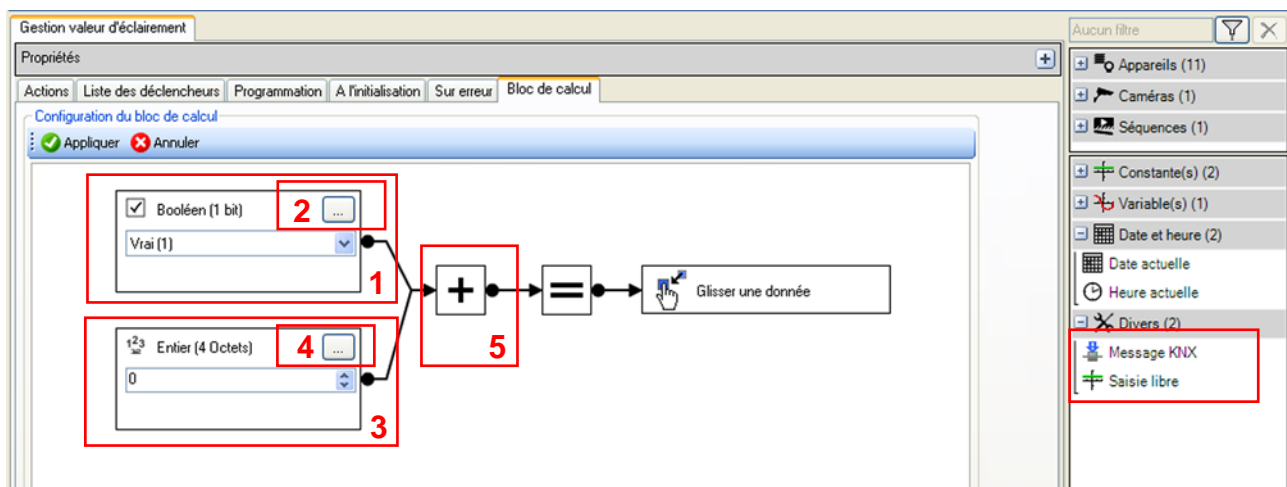 Gestion valeur d'éclairement
Propriétés
Actions Liste des déclencheurs Programmation A l'initialisation Sur erreur Bloc de calcul
Configuration du bloc de calcul
Appliquer Annuler
Booléen (1 bit) 2 ...
Vrai (1)
1
1 2 3 Entier (4 Octets) 4 ...
0
3
+
5
=
Glisser une donnée
Aucun filtre
Appareils (11)
Caméras (1)
Séquences (1)
Constante(s) (2)
Variable(s) (1)
Date et heure (2)
Date actuelle
Heure actuelle
Divers (2)
Message KNX
Saisie libre